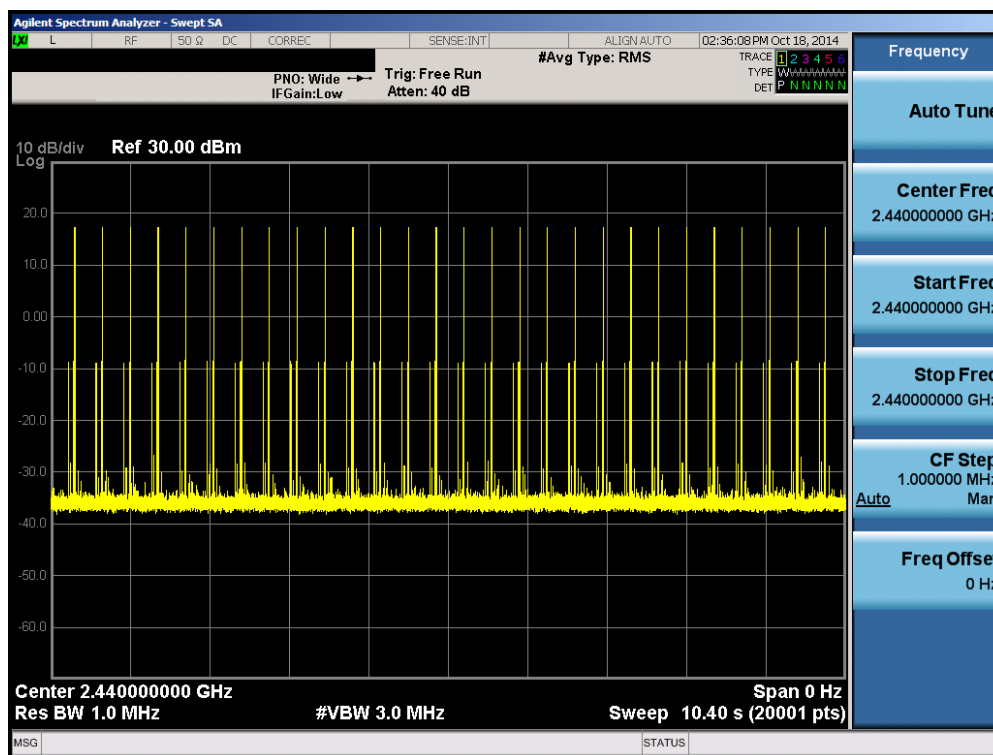 Agilent Spectrum Analyzer - Swept SA
LXI L RF 50 Ω DC CORREC SENSE:INT ALIGN AUTO 02:36:08 PM Oct 18, 2014
Frequency
#Avg Type: RMS
TRACE 1 2 3 4 5 6
PNO: Wide Trig: Free Run
TYPE WWWWWW
IFGain:Low Atten: 40 dB
DET P N N N N N
Auto Tune
10 dB/div Ref 30.00 dBm
Log
20.0
10.0
0.00
-10.0
-20.0
-30.0
-40.0
-50.0
-60.0
Center Freq
2.440000000 GHz
Start Freq
2.440000000 GHz
Stop Freq
2.440000000 GHz
CF Step
1.000000 MHz
Auto Man
Freq Offset
0 Hz
Center 2.440000000 GHz Span 0 Hz
Res BW 1.0 MHz #VBW 3.0 MHz Sweep 10.40 s (20001 pts)
MSG STATUS